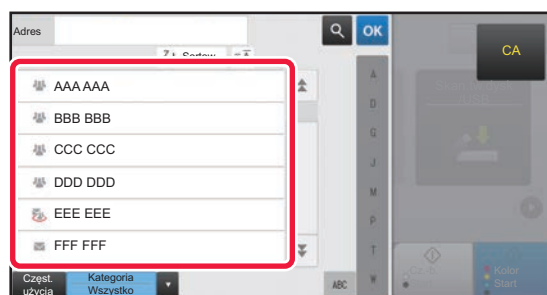 Adres
OK
CA
Sortow.
AAA AAA
BBB BBB
CCC CCC
DDD DDD
EEE EEE
FFF FFF
A
D
G
J
M
P
T
W
Częst.
użycia
Kategoria
Wszystko
ABC
Kolor
Start